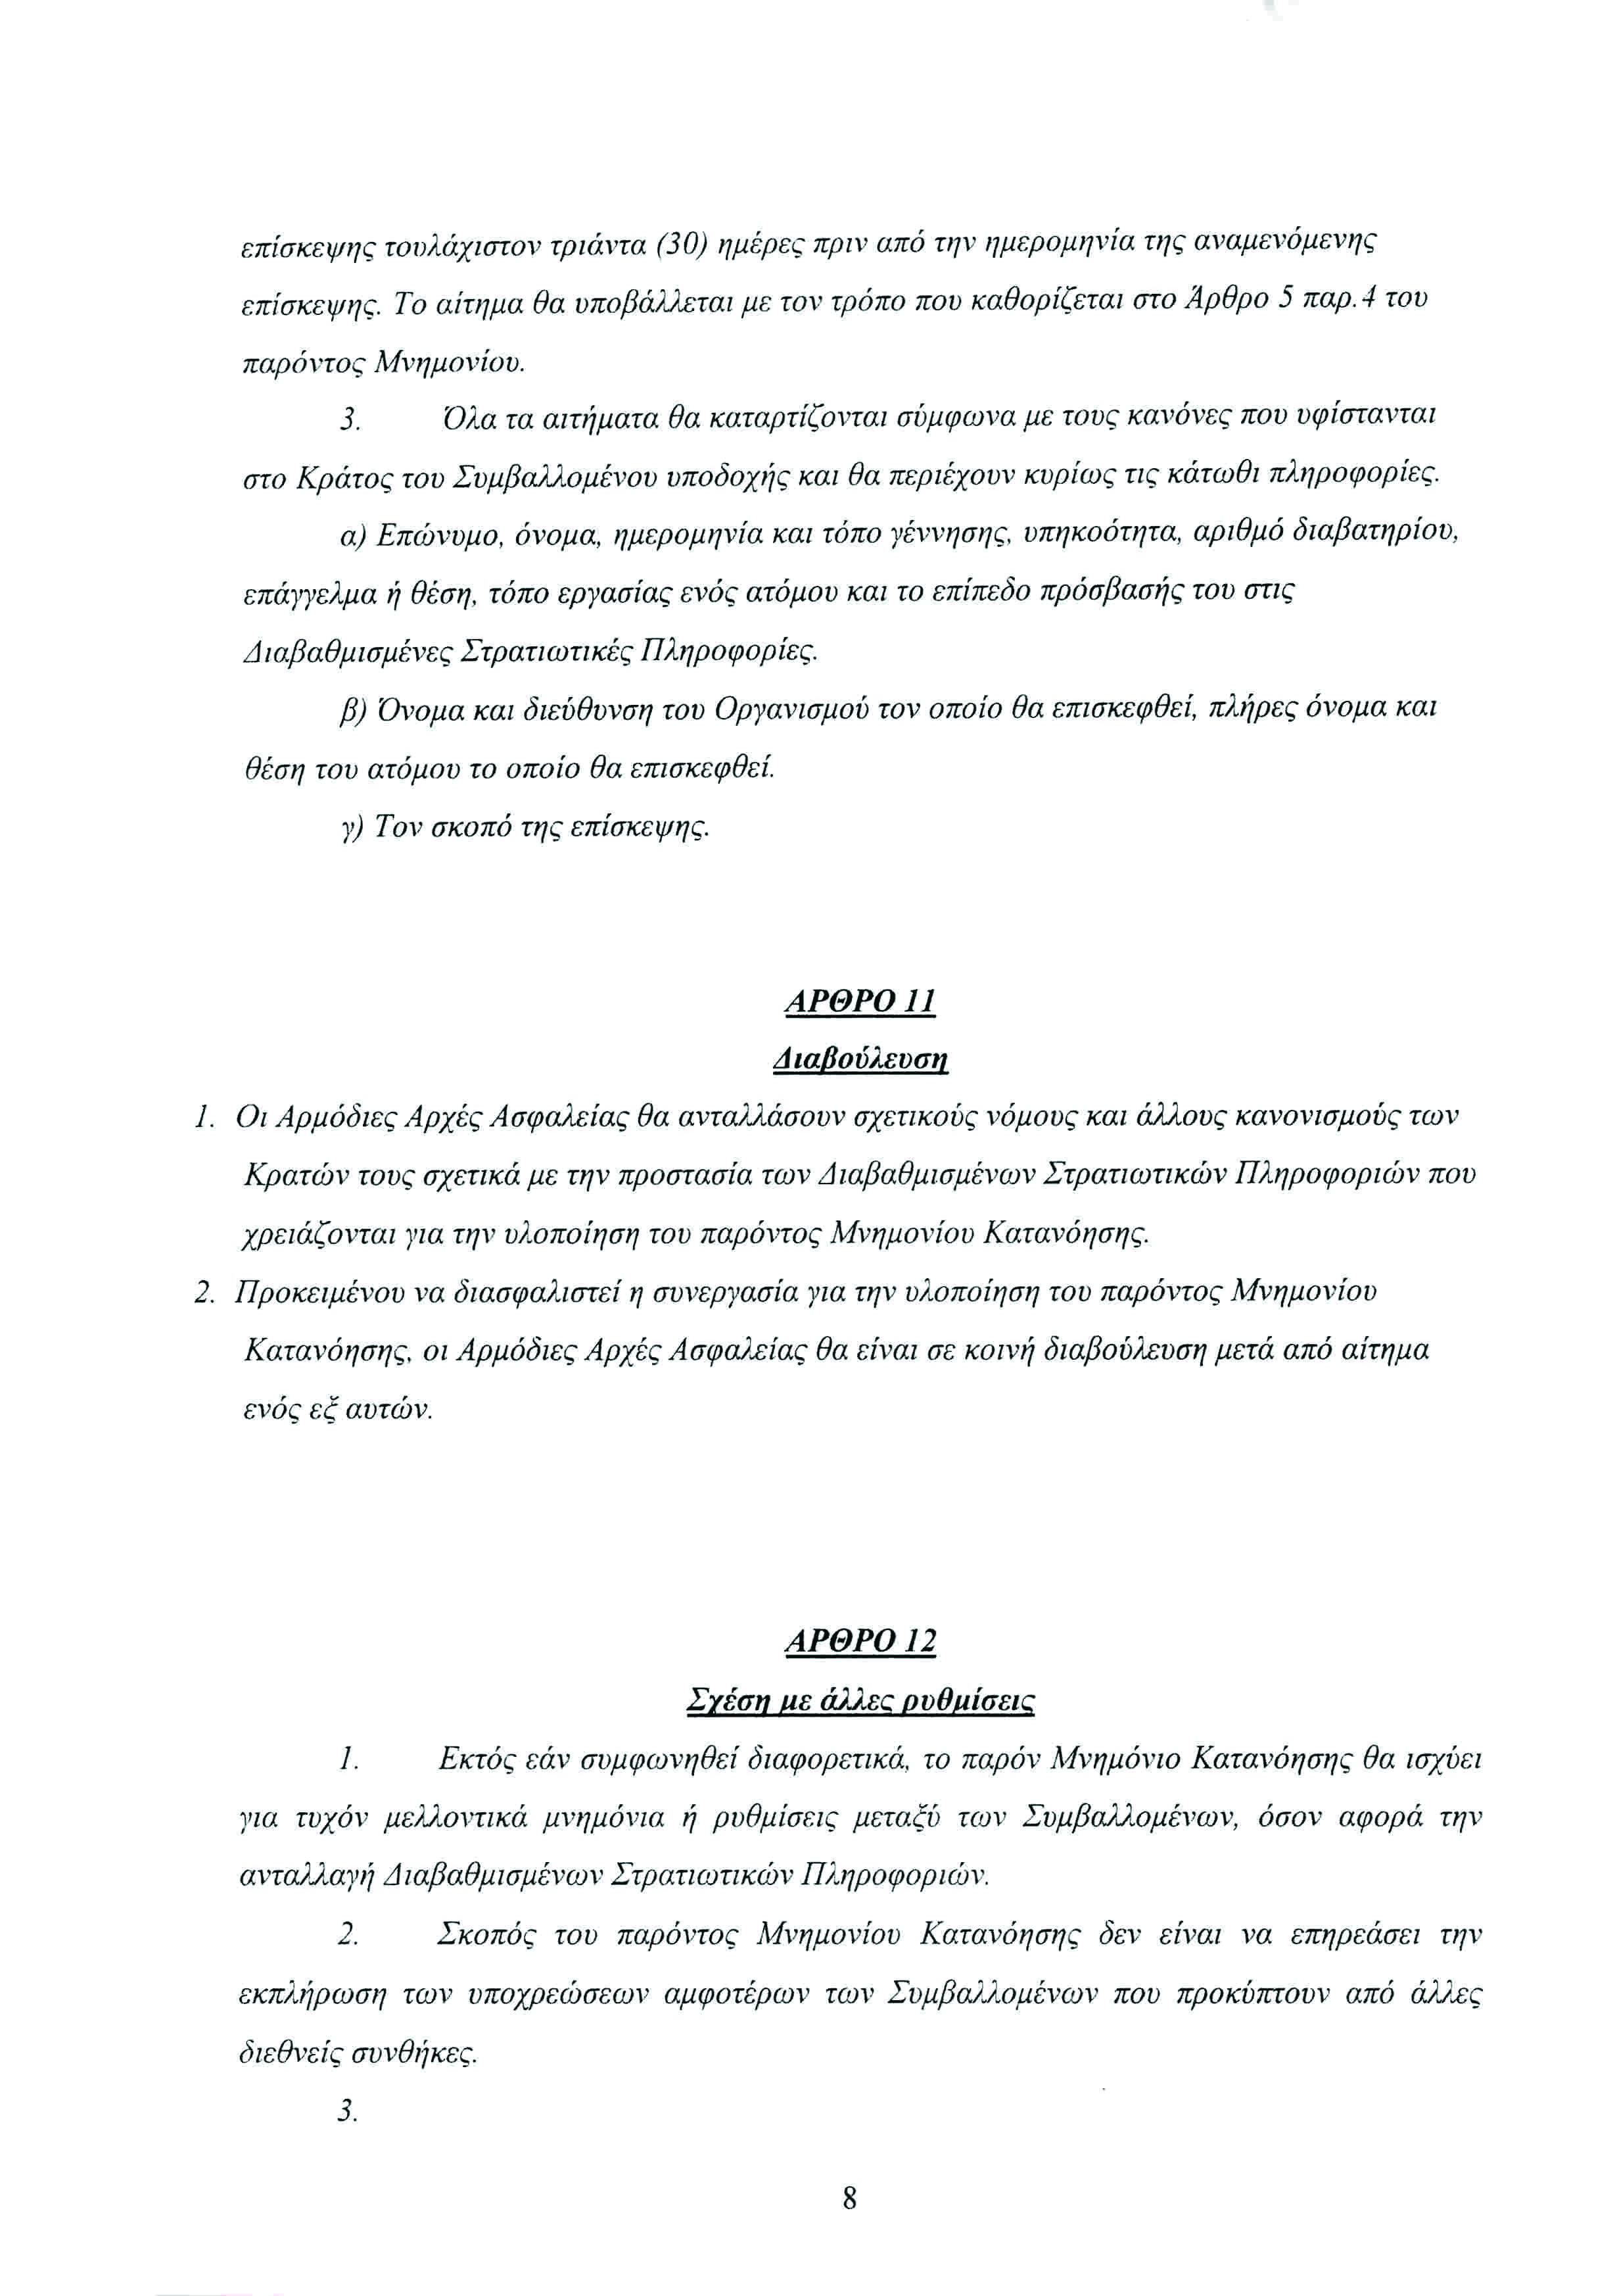 επίσκεψης τουλάχιστον τριάντα (30) ημέρες πριν από την ημερομηνία της αναμενόμενης
επίσκεψης. Το αίτημα θα υποβάλλεται με τον τρόπο που καθορίζεται στο Άρθρο 5 παρ.4 του
παρόντος Μνημονίου.
3. Όλα τα αιτήματα θα καταρτίζονται σύμφωνα με τους κανόνες που υφίστανται
στο Κράτος του Συμβαλλομένου υποδοχής και θα περιέχουν κυρίως τις κάτωθι πληροφορίες.
α) Επώνυμο, όνομα, ημερομηνία και τόπο γέννησης, υπηκοότητα, αριθμό διαβατηρίου,
επάγγελμα ή θέση, τόπο εργασίας ενός ατόμου και το επίπεδο πρόσβασής του στις
Διαβαθμισμένες Στρατιωτικές Πληροφορίες.
β) Όνομα και διεύθυνση του Οργανισμού τον οποίο θα επισκεφθεί, πλήρες όνομα και
θέση του ατόμου το οποίο θα επισκεφθεί.
γ) Τον σκοπό της επίσκεψης.
ΑΡΘΡΟ 11
Διαβούλευση
1. Οι Αρμόδιες Αρχές Ασφαλείας θα ανταλλάσουν σχετικούς νόμους και άλλους κανονισμούς των
Κρατών τους σχετικά με την προστασία των Διαβαθμισμένων Στρατιωτικών Πληροφοριών που
χρειάζονται για την υλοποίηση του παρόντος Μνημονίου Κατανόησης.
2. Προκειμένου να διασφαλιστεί η συνεργασία για την υλοποίηση του παρόντος Μνημονίου
Κατανόησης, οι Αρμόδιες Αρχές Ασφαλείας θα είναι σε κοινή διαβούλευση μετά από αίτημα
ενός εξ αυτών.
ΑΡΘΡΟ 12
Σχέση με άλλες ρυθμίσεις
1. Εκτός εάν συμφωνηθεί διαφορετικά, το παρόν Μνημόνιο Κατανόησης θα ισχύει
για τυχόν μελλοντικά μνημόνια ή ρυθμίσεις μεταξύ των Συμβαλλομένων, όσον αφορά την
ανταλλαγή Διαβαθμισμένων Στρατιωτικών Πληροφοριών.
2. Σκοπός του παρόντος Μνημονίου Κατανόησης δεν είναι να επηρεάσει την
εκπλήρωση των υποχρεώσεων αμφοτέρων των Συμβαλλομένων που προκύπτουν από άλλες
διεθνείς συνθήκες.
3.
8